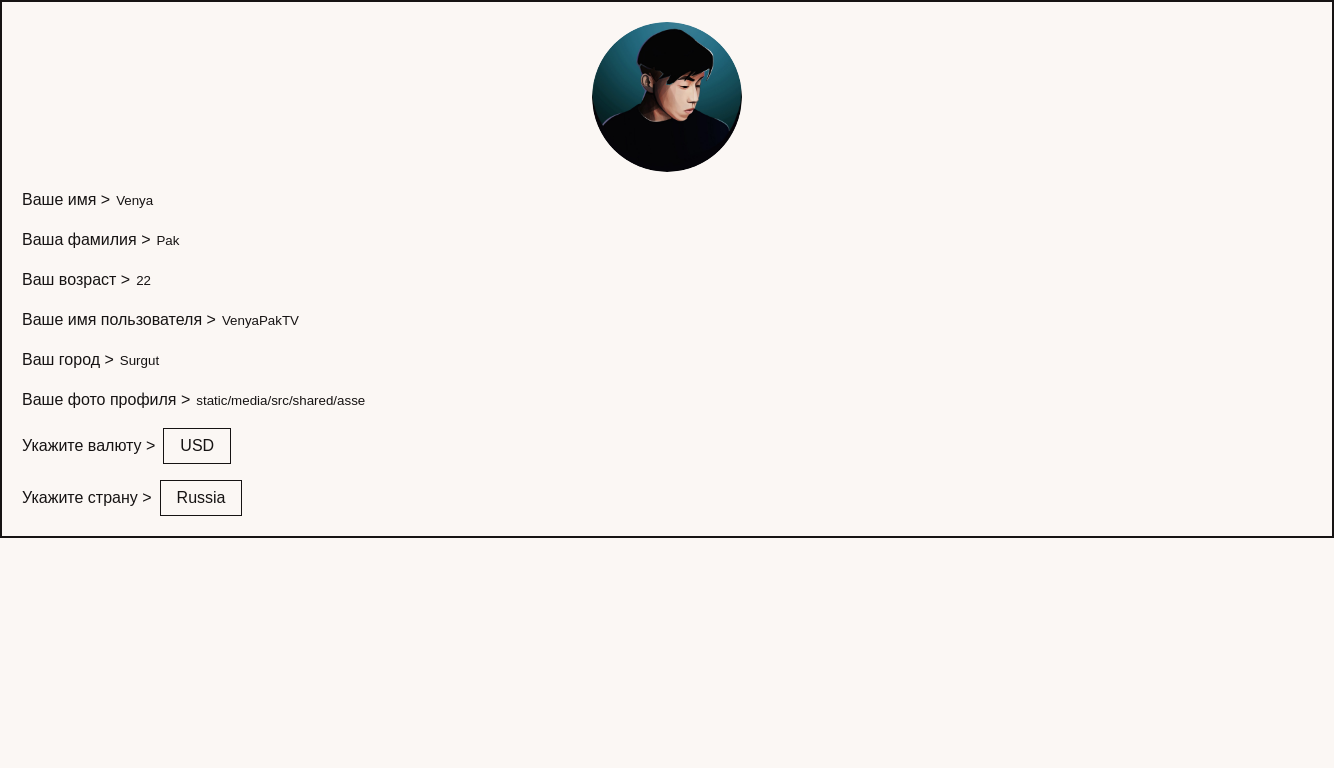 Ваше имя > Venya
Ваша фамилия > Pak
Ваш возраст > 22
Ваше имя пользователя > VenyaPakTV
Ваш город > Surgut
Ваше фото профиля > static/media/src/shared/asse
Укажите валюту > USD
Укажите страну > Russia